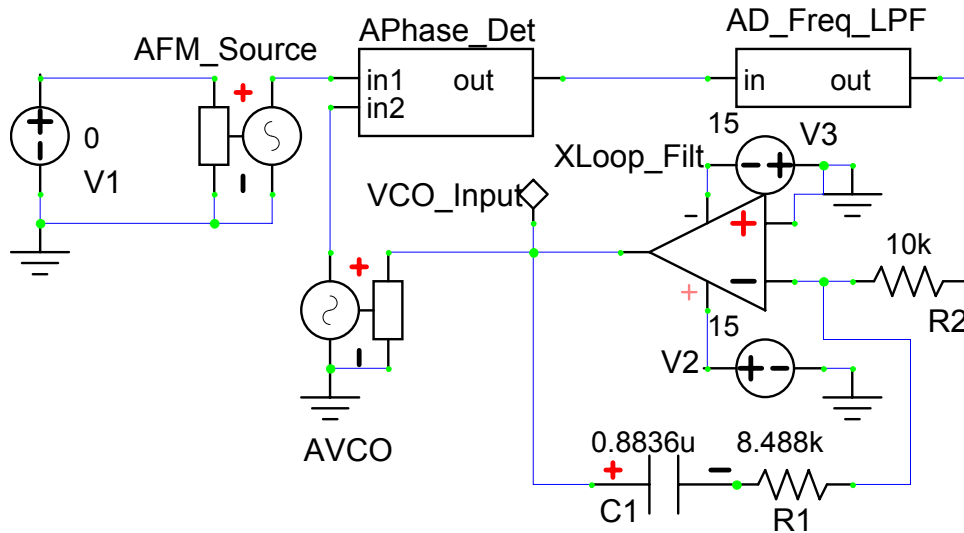 APhase_Det
AD_Freq_LPF
AFM_Source
in1
out
in2
in
out
0
V1
15
V3
XLoop_Filt
VCO_Input
10k
R2
15
V2
AVCO
0.8836u
8.488k
C1
R1